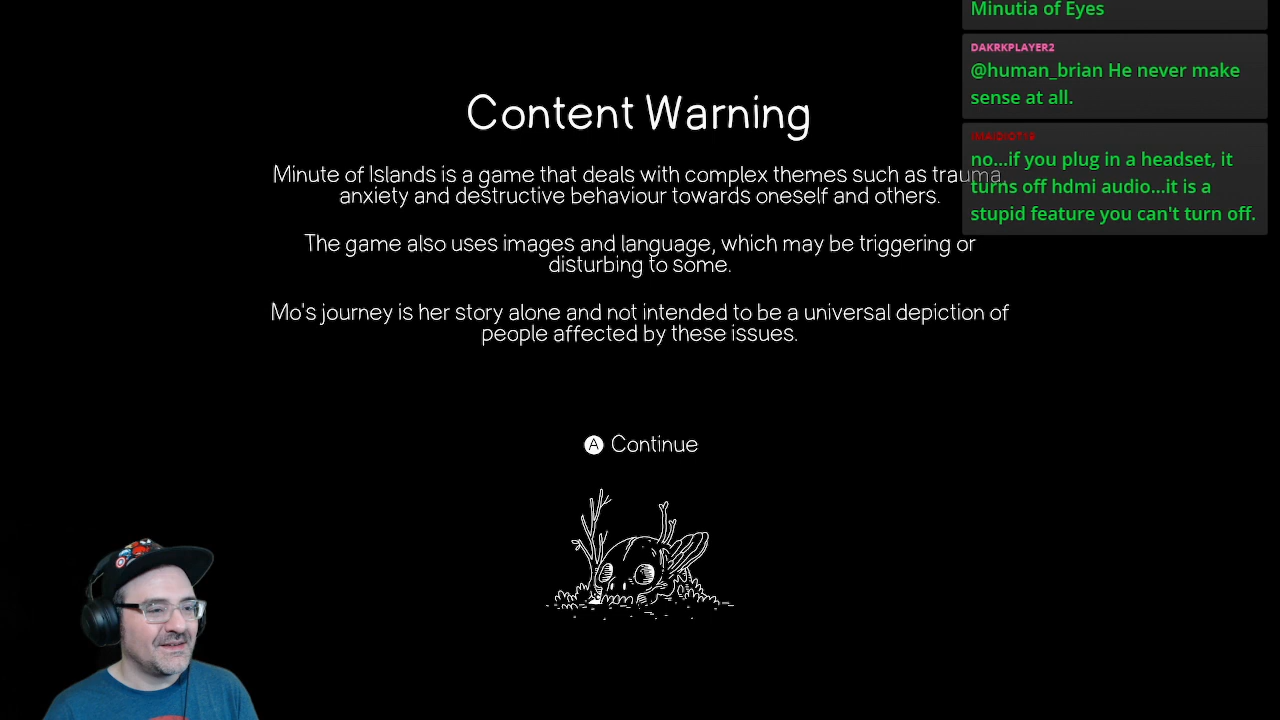 Content Warning
Minute of Islands is a game that deals with complex themes such as trauma,
anxiety and destructive behaviour towards oneself and others.
The game also uses images and language, which may be triggering or
disturbing to some.
Mo's journey is her story alone and not intended to be a universal depiction of
people affected by these issues.
A Continue
Minutia of Eyes
DAKRKPLAYER2
@human_brian He never make
sense at all.
IMAIDIOT19
no...if you plug in a headset, it
turns off hdmi audio...it is a
stupid feature you can't turn off.